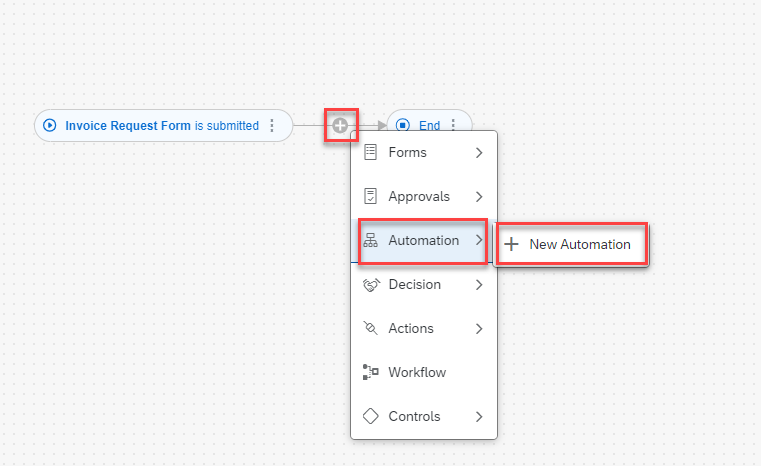 Invoice Request Form is submitted
End
Forms
Approvals
Automation
New Automation
Decision
Actions
Workflow
Controls